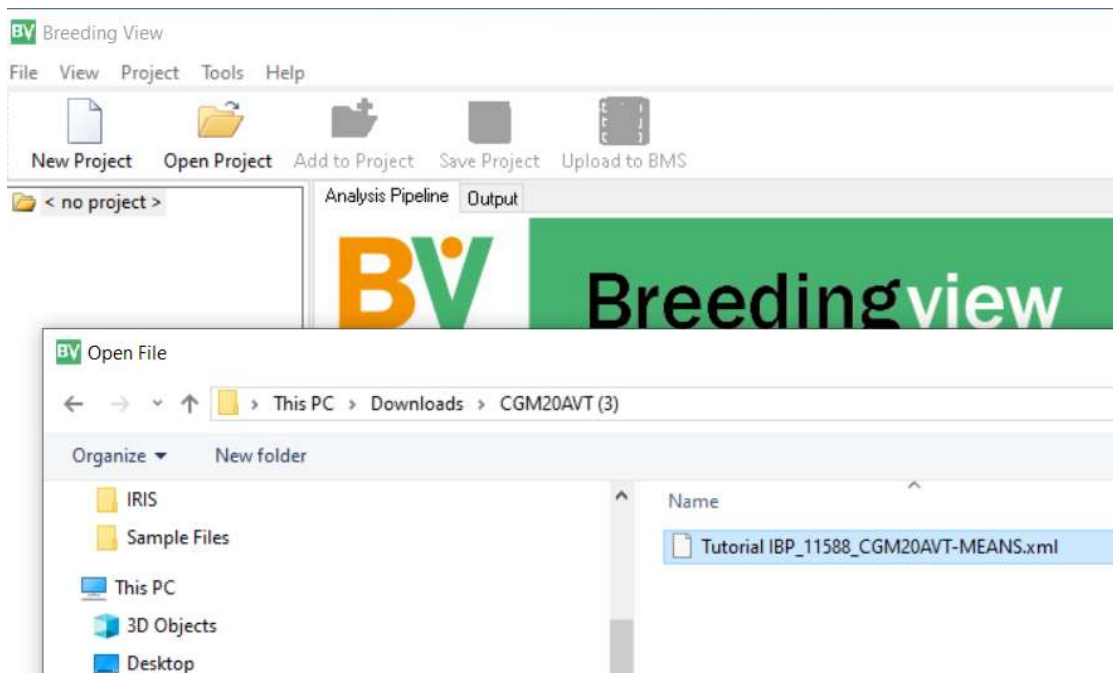 BV Breeding View
File View Project Tools Help
New Project Open Project Add to Project Save Project Upload to BMS
< no project >
Analysis Pipeline Output
BV Breedingview
BV Open File
This PC > Downloads > CGM20AVT (3)
Organize New folder
IRIS
Sample Files
This PC
3D Objects
Desktop
Name
Tutorial IBP_11588_CGM20AVT-MEANS.xml